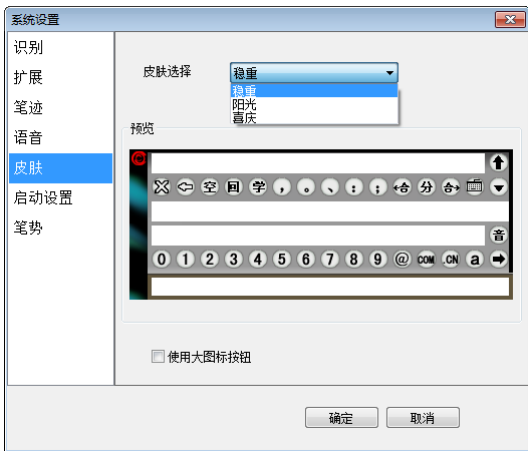 系统设置
识别
扩展
笔迹
语音
皮肤
启动设置
笔势
皮肤选择
稳重
稳重
阳光
喜庆
预览
空 回 学 , 。 、 : ; 合 分 合
音
0 1 2 3 4 5 6 7 8 9 @ COM .CN a
使用大图标按钮
确定 取消